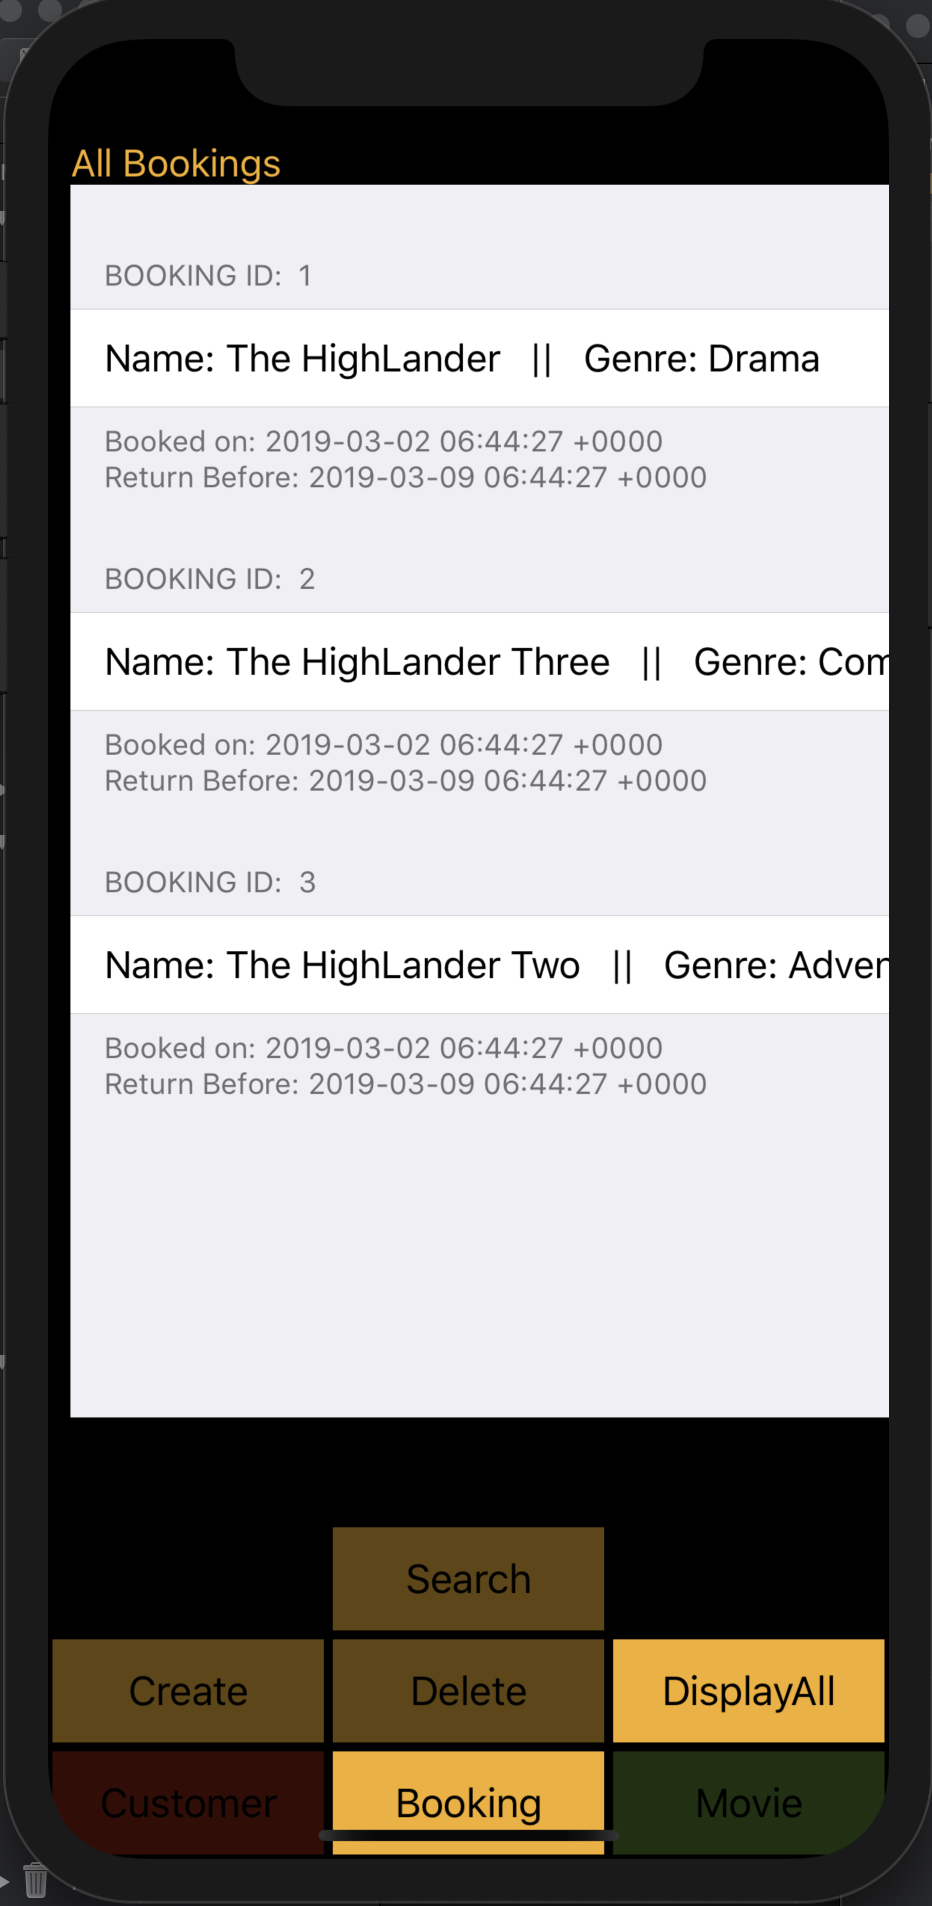 All Bookings
BOOKING ID: 1
Name: The HighLander || Genre: Drama
Booked on: 2019-03-02 06:44:27 +0000
Return Before: 2019-03-09 06:44:27 +0000
BOOKING ID: 2
Name: The HighLander Three || Genre: Com
Booked on: 2019-03-02 06:44:27 +0000
Return Before: 2019-03-09 06:44:27 +0000
BOOKING ID: 3
Name: The HighLander Two || Genre: Adven
Booked on: 2019-03-02 06:44:27 +0000
Return Before: 2019-03-09 06:44:27 +0000
Search
Create Delete DisplayAll
Customer Booking Movie